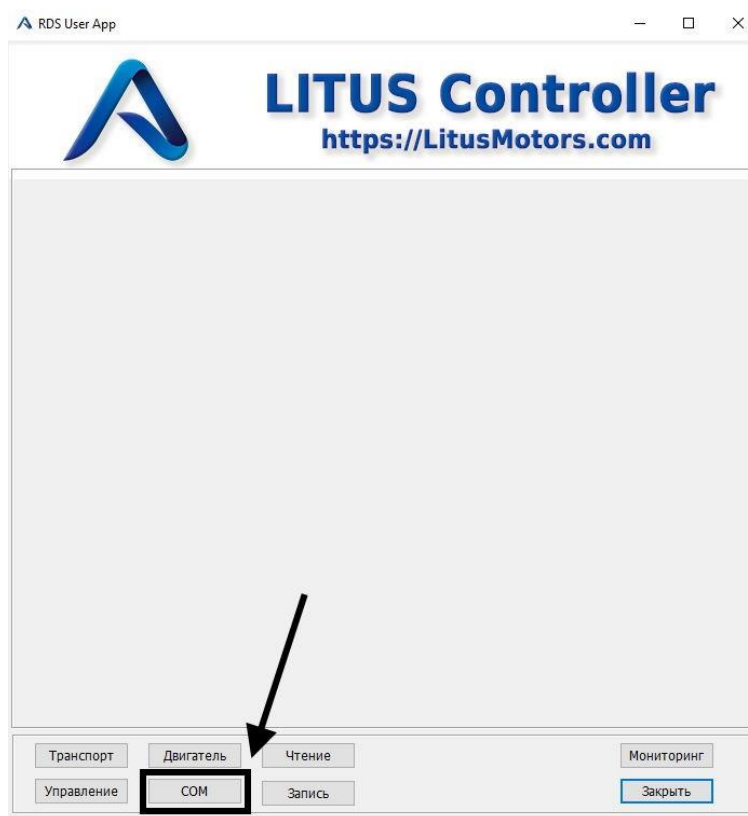 RDS User App
LITUS Controller
https://LitusMotors.com
Транспорт Двигатель Чтение Мониторинг
Управление COM Запись Закрыть